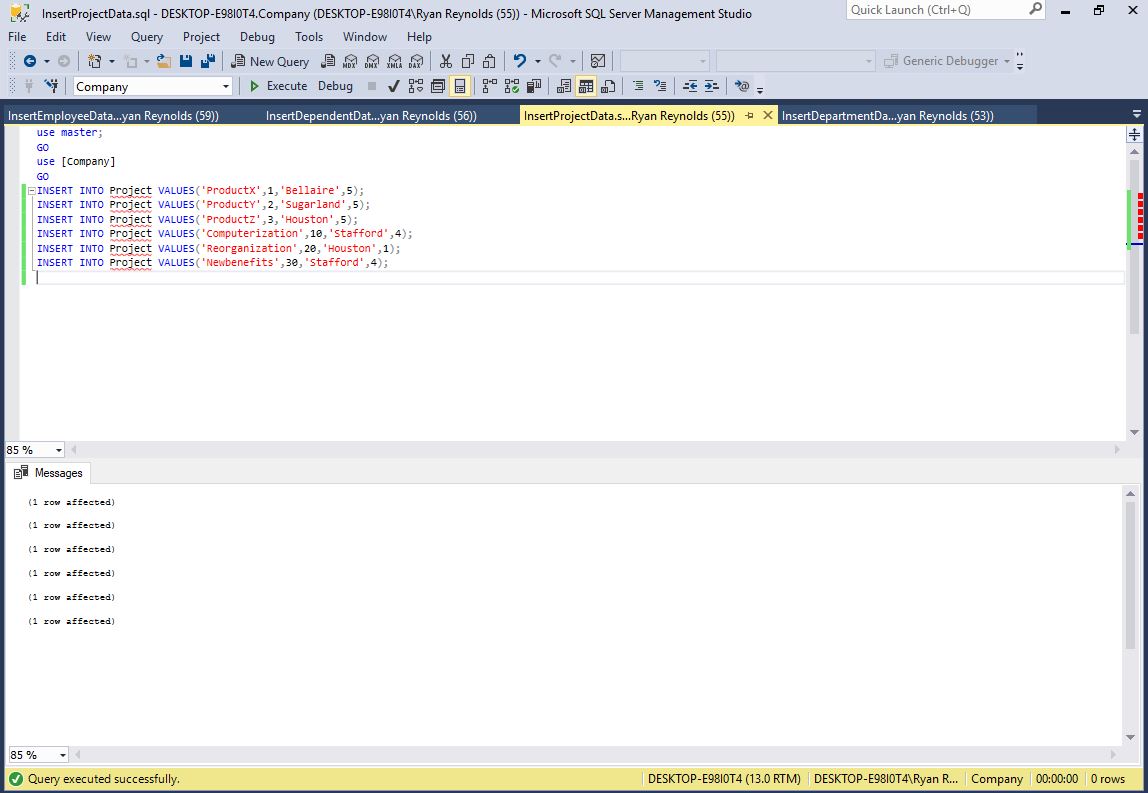 InsertProjectData.sql - DESKTOP-E98I0T4.Company (DESKTOP-E98I0T4\Ryan Reynolds (55)) - Microsoft SQL Server Management Studio
Quick Launch (Ctrl+Q)
File Edit View Query Project Debug Tools Window Help
New Query MDX DMX XMLA DAX Generic Debugger
Company Execute Debug
InsertEmployeeData...yan Reynolds (59)) InsertDependentDat...yan Reynolds (56)) InsertProjectData.s...Ryan Reynolds (55)) InsertDepartmentDa...yan Reynolds (53))
use master;
GO
use [Company]
GO
INSERT INTO Project VALUES('ProductX',1,'Bellaire',5);
INSERT INTO Project VALUES('ProductY',2,'Sugarland',5);
INSERT INTO Project VALUES('ProductZ',3,'Houston',5);
INSERT INTO Project VALUES('Computerization',10,'Stafford',4);
INSERT INTO Project VALUES('Reorganization',20,'Houston',1);
INSERT INTO Project VALUES('Newbenefits',30,'Stafford',4);
85 %
Messages
(1 row affected)
(1 row affected)
(1 row affected)
(1 row affected)
(1 row affected)
(1 row affected)
85 %
Query executed successfully. DESKTOP-E98I0T4 (13.0 RTM) DESKTOP-E98I0T4\Ryan R... Company 00:00:00 0 rows